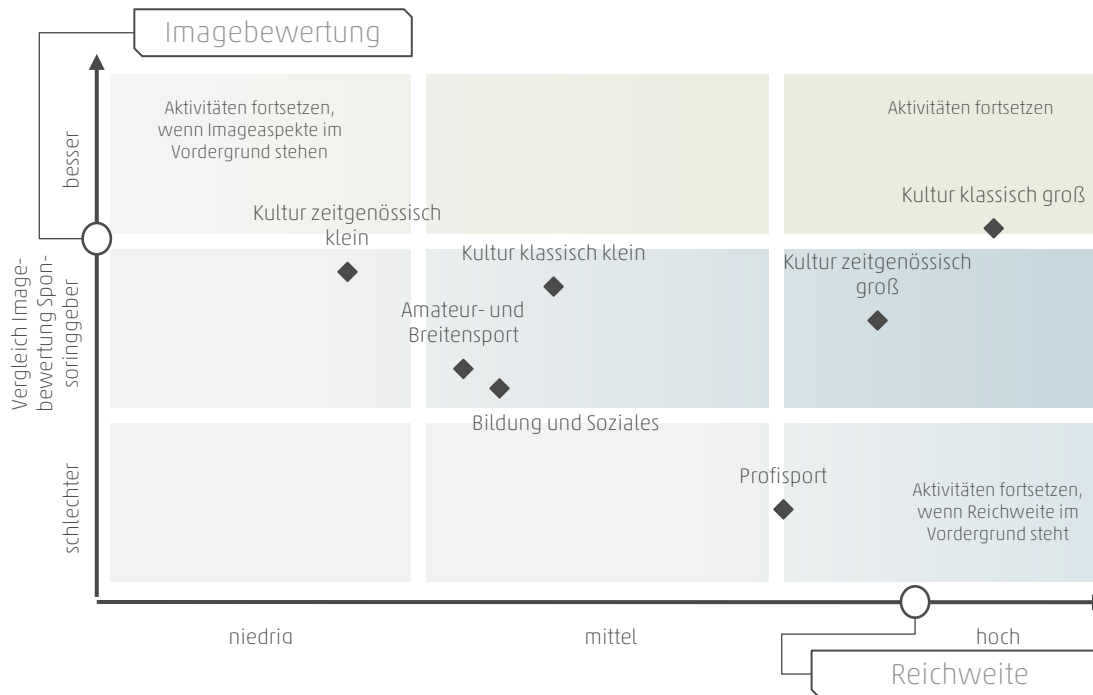 Imagebewertung
Aktivitäten fortsetzen,
wenn Imageaspekte im
Vordergrund stehen
Aktivitäten fortsetzen
besser
Kultur klassisch groß
Kultur zeitgenössisch
klein
Kultur klassisch klein
Kultur zeitgenössisch
groß
Vergleich Image-
bewertung Spon-
soringgeber
Amateur- und
Breitensport
Bildung und Soziales
schlechter
Profisport
Aktivitäten fortsetzen,
wenn Reichweite im
Vordergrund steht
niedrig
mittel
hoch
Reichweite